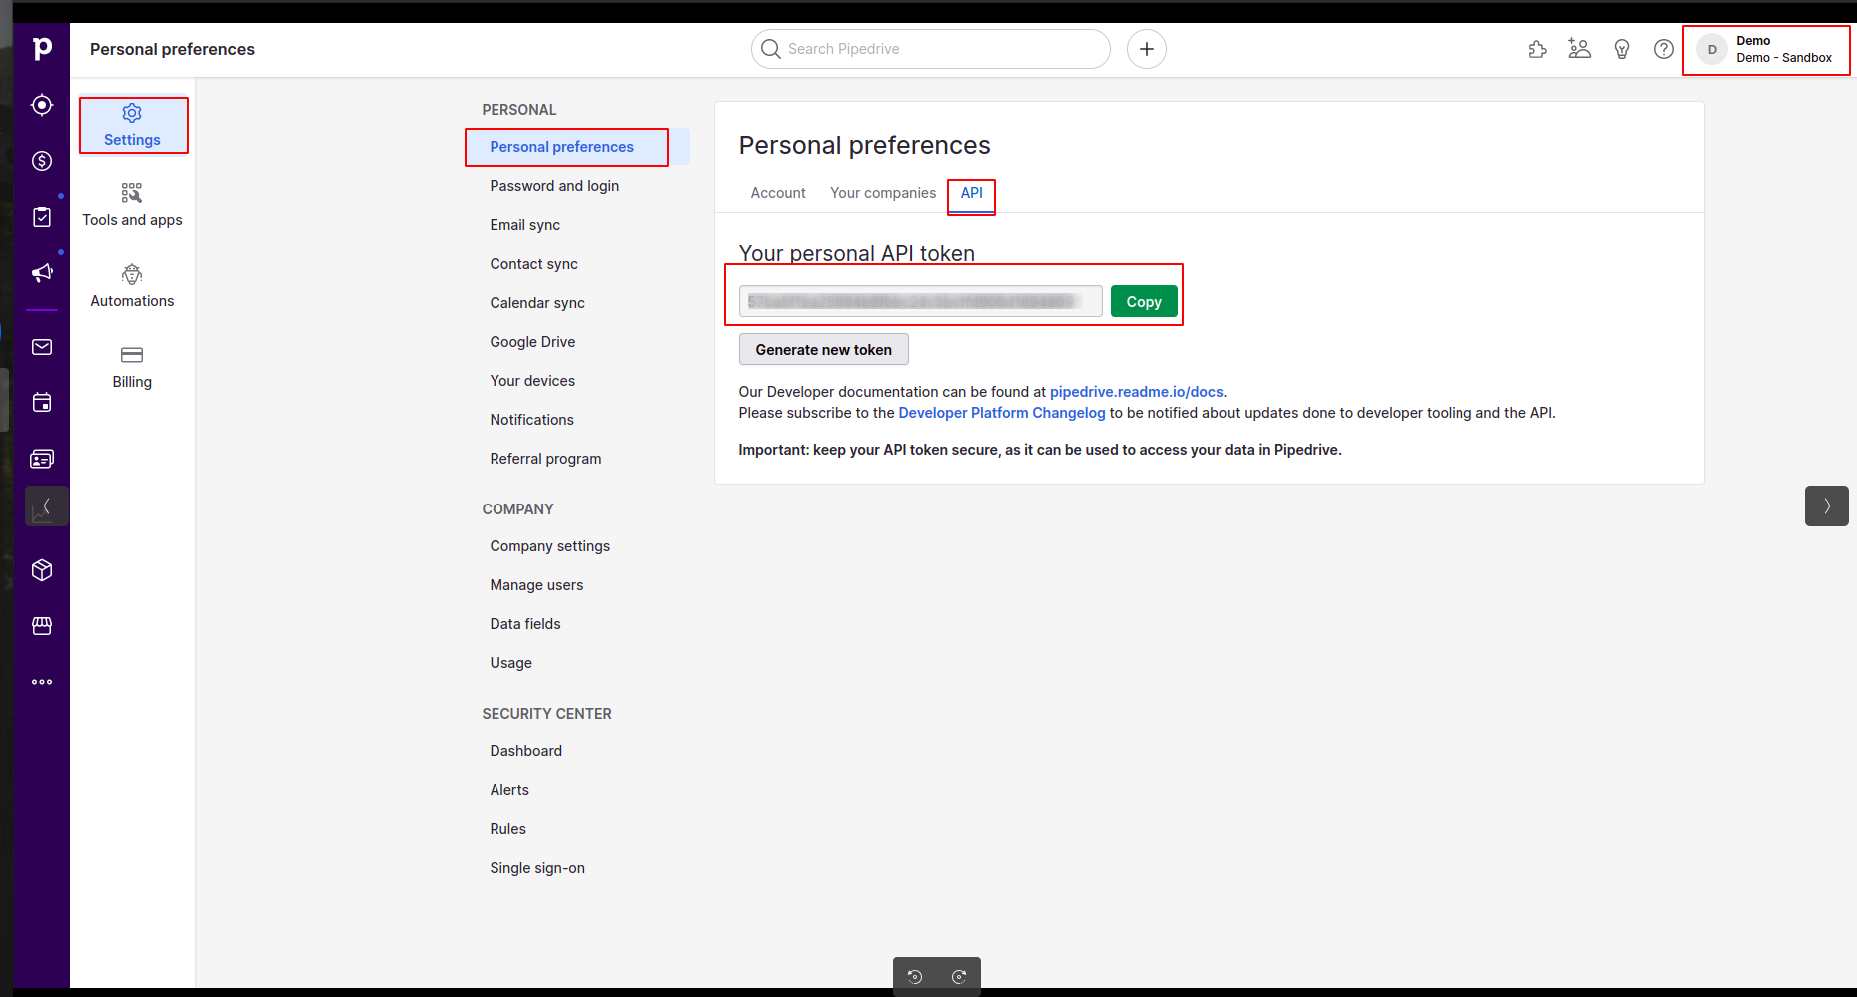 Personal preferences
Search Pipedrive
D
Demo
Demo - Sandbox
Settings
Tools and apps
Automations
Billing
PERSONAL
Personal preferences
Password and login
Email sync
Contact sync
Calendar sync
Google Drive
Your devices
Notifications
Referral program
COMPANY
Company settings
Manage users
Data fields
Usage
SECURITY CENTER
Dashboard
Alerts
Rules
Single sign-on
Personal preferences
Account Your companies API
Your personal API token
Copy
Generate new token
Our Developer documentation can be found at pipedrive.readme.io/docs.
Please subscribe to the Developer Platform Changelog to be notified about updates done to developer tooling and the API.
Important: keep your API token secure, as it can be used to access your data in Pipedrive.